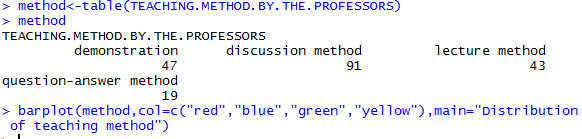 > method<-table(TEACHING.METHOD.BY.THE.PROFESSORS)
> method
TEACHING.METHOD.BY.THE.PROFESSORS
demonstration discussion method lecture method
47 91 43
question-answer method
19
> barplot(method,col=c("red","blue","green","yellow"),main="Distribution
of teaching method")
>